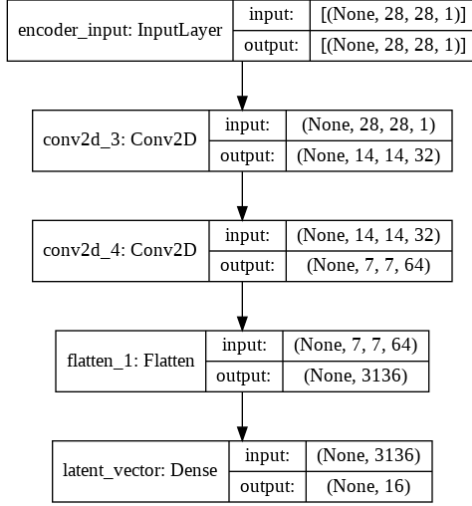 encoder_input: InputLayer input: [(None, 28, 28, 1)]
output: [(None, 28, 28, 1)]
conv2d_3: Conv2D input: (None, 28, 28, 1)
output: (None, 14, 14, 32)
conv2d_4: Conv2D input: (None, 14, 14, 32)
output: (None, 7, 7, 64)
flatten_1: Flatten input: (None, 7, 7, 64)
output: (None, 3136)
latent_vector: Dense input: (None, 3136)
output: (None, 16)